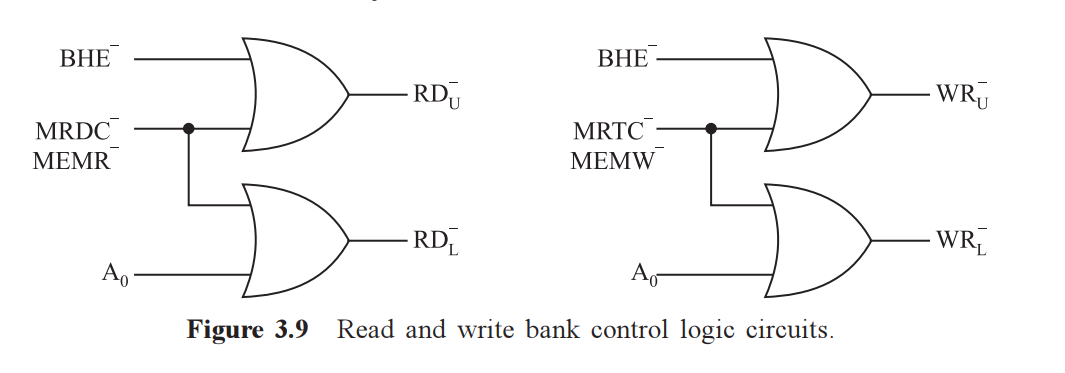 BHE¯
MRDC¯
MEMR¯
A₀
RD¯U
RD¯L
BHE¯
MRTC¯
MEMW¯
A₀
WR¯U
WR¯L
Figure 3.9 Read and write bank control logic circuits.